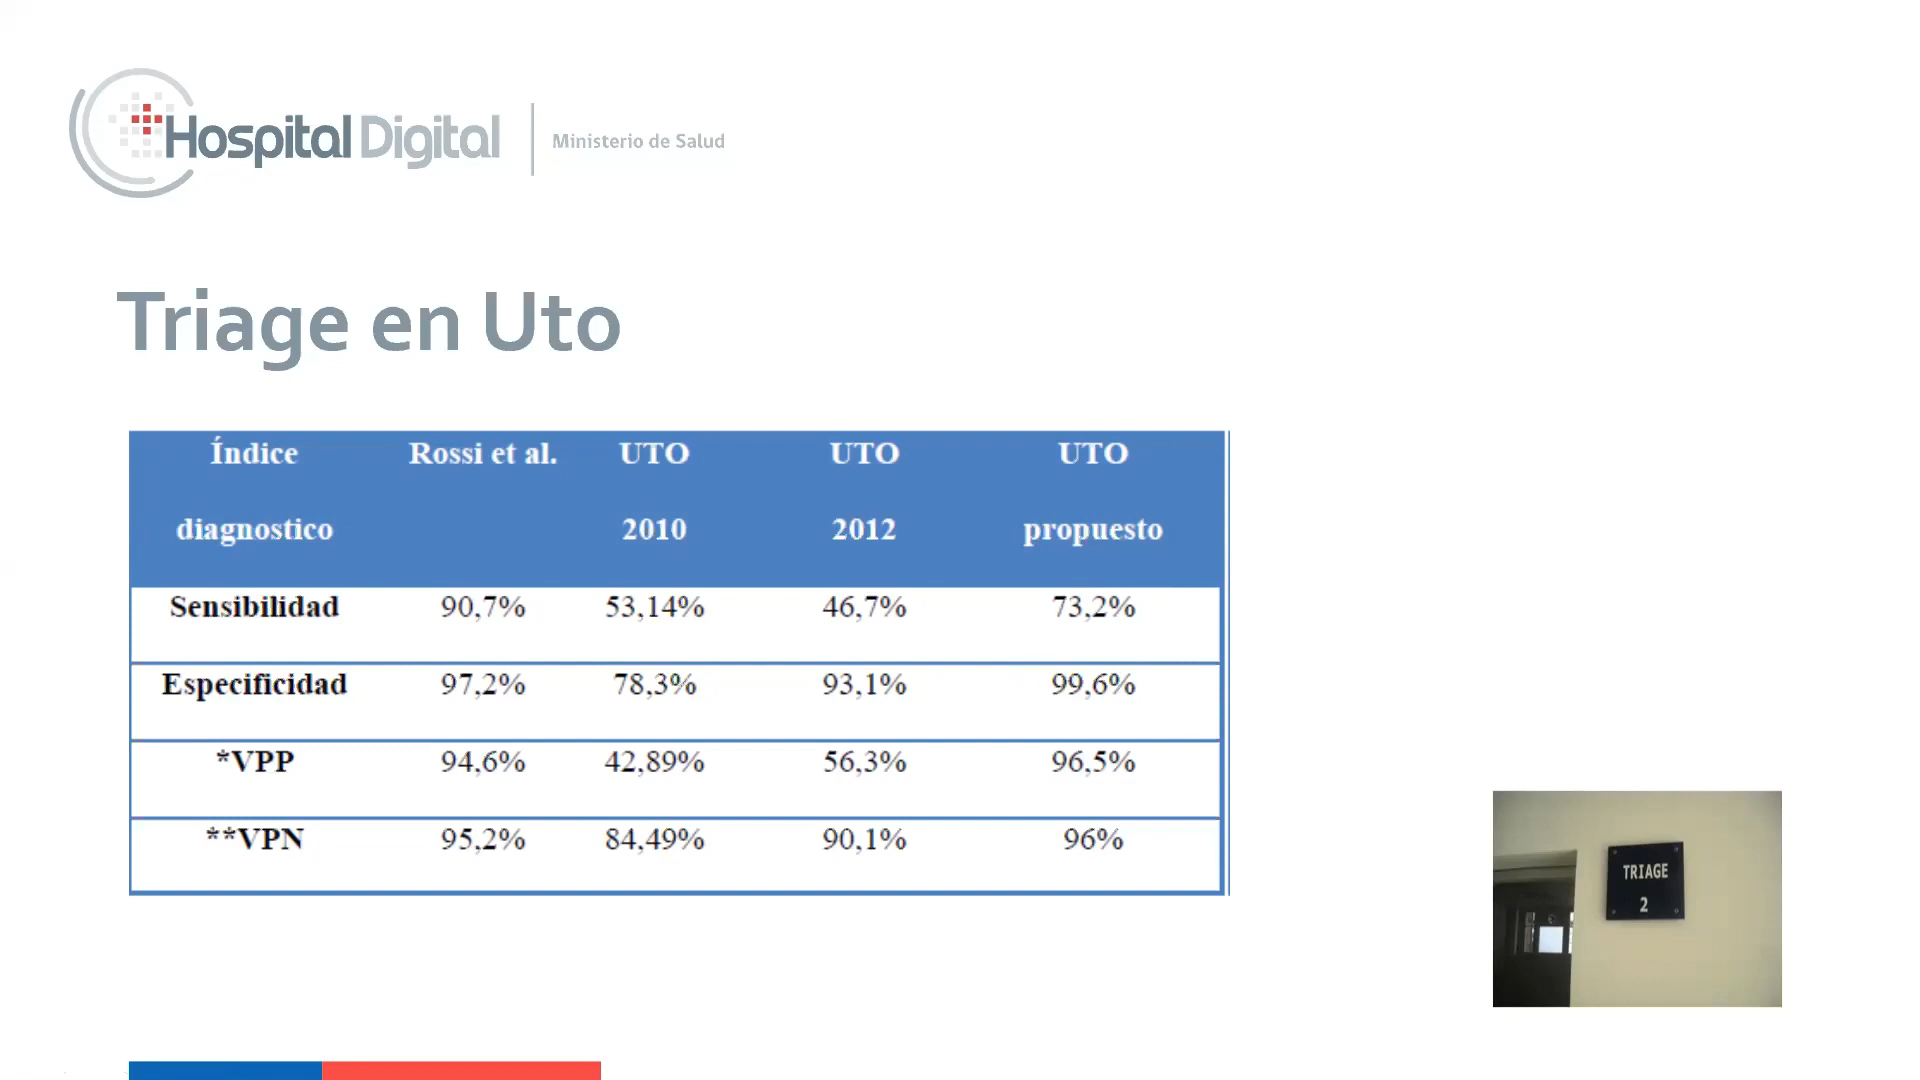 Hospital Digital
Ministerio de Salud
Triage en Uto
Índice diagnostico Rossi et al. UTO 2010 UTO 2012 UTO propuesto
Sensibilidad 90,7% 53,14% 46,7% 73,2%
Especificidad 97,2% 78,3% 93,1% 99,6%
*VPP 94,6% 42,89% 56,3% 96,5%
**VPN 95,2% 84,49% 90,1% 96%
TRIAGE
2